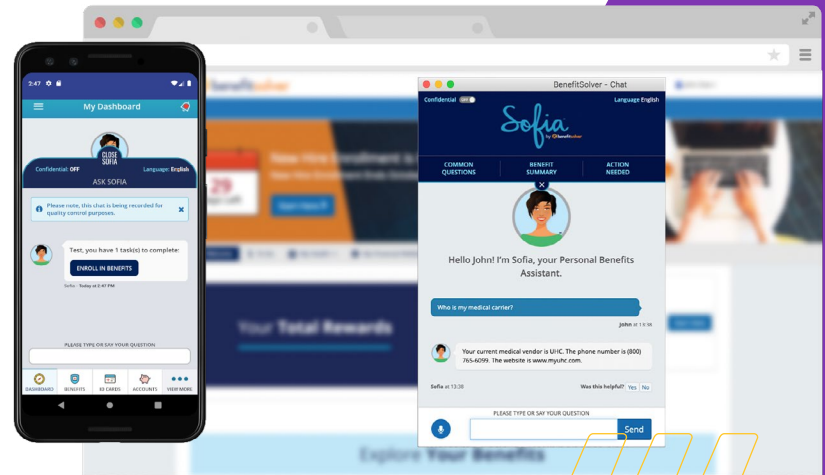 2:47
My Dashboard
CLOSE
SOFIA
Confidential: OFF
Language: English
ASK SOFIA
Please note, this chat is being recorded for
quality control purposes.
Test, you have 1 task(s) to complete:
ENROLL IN BENEFITS
Sofia - Today at 2:47 PM
PLEASE TYPE OR SAY YOUR QUESTION
DASHBOARD
BENEFITS
ID CARDS
ACCOUNTS
VIEW MORE
benefitsolver
29
Your Total Rewards
Explore Your Benefits
BenefitSolver - Chat
Confidential OFF
Language English
Sofia
by benefitsolver
COMMON
QUESTIONS
BENEFIT
SUMMARY
ACTION
NEEDED
Hello John! I'm Sofia, your Personal Benefits
Assistant.
Who is my medical carrier?
John at 13:38
Your current medical vendor is UHC. The phone number is (800)
765-6099. The website is www.myuhc.com.
Sofia at 13:38
Was this helpful? Yes No
PLEASE TYPE OR SAY YOUR QUESTION
Send